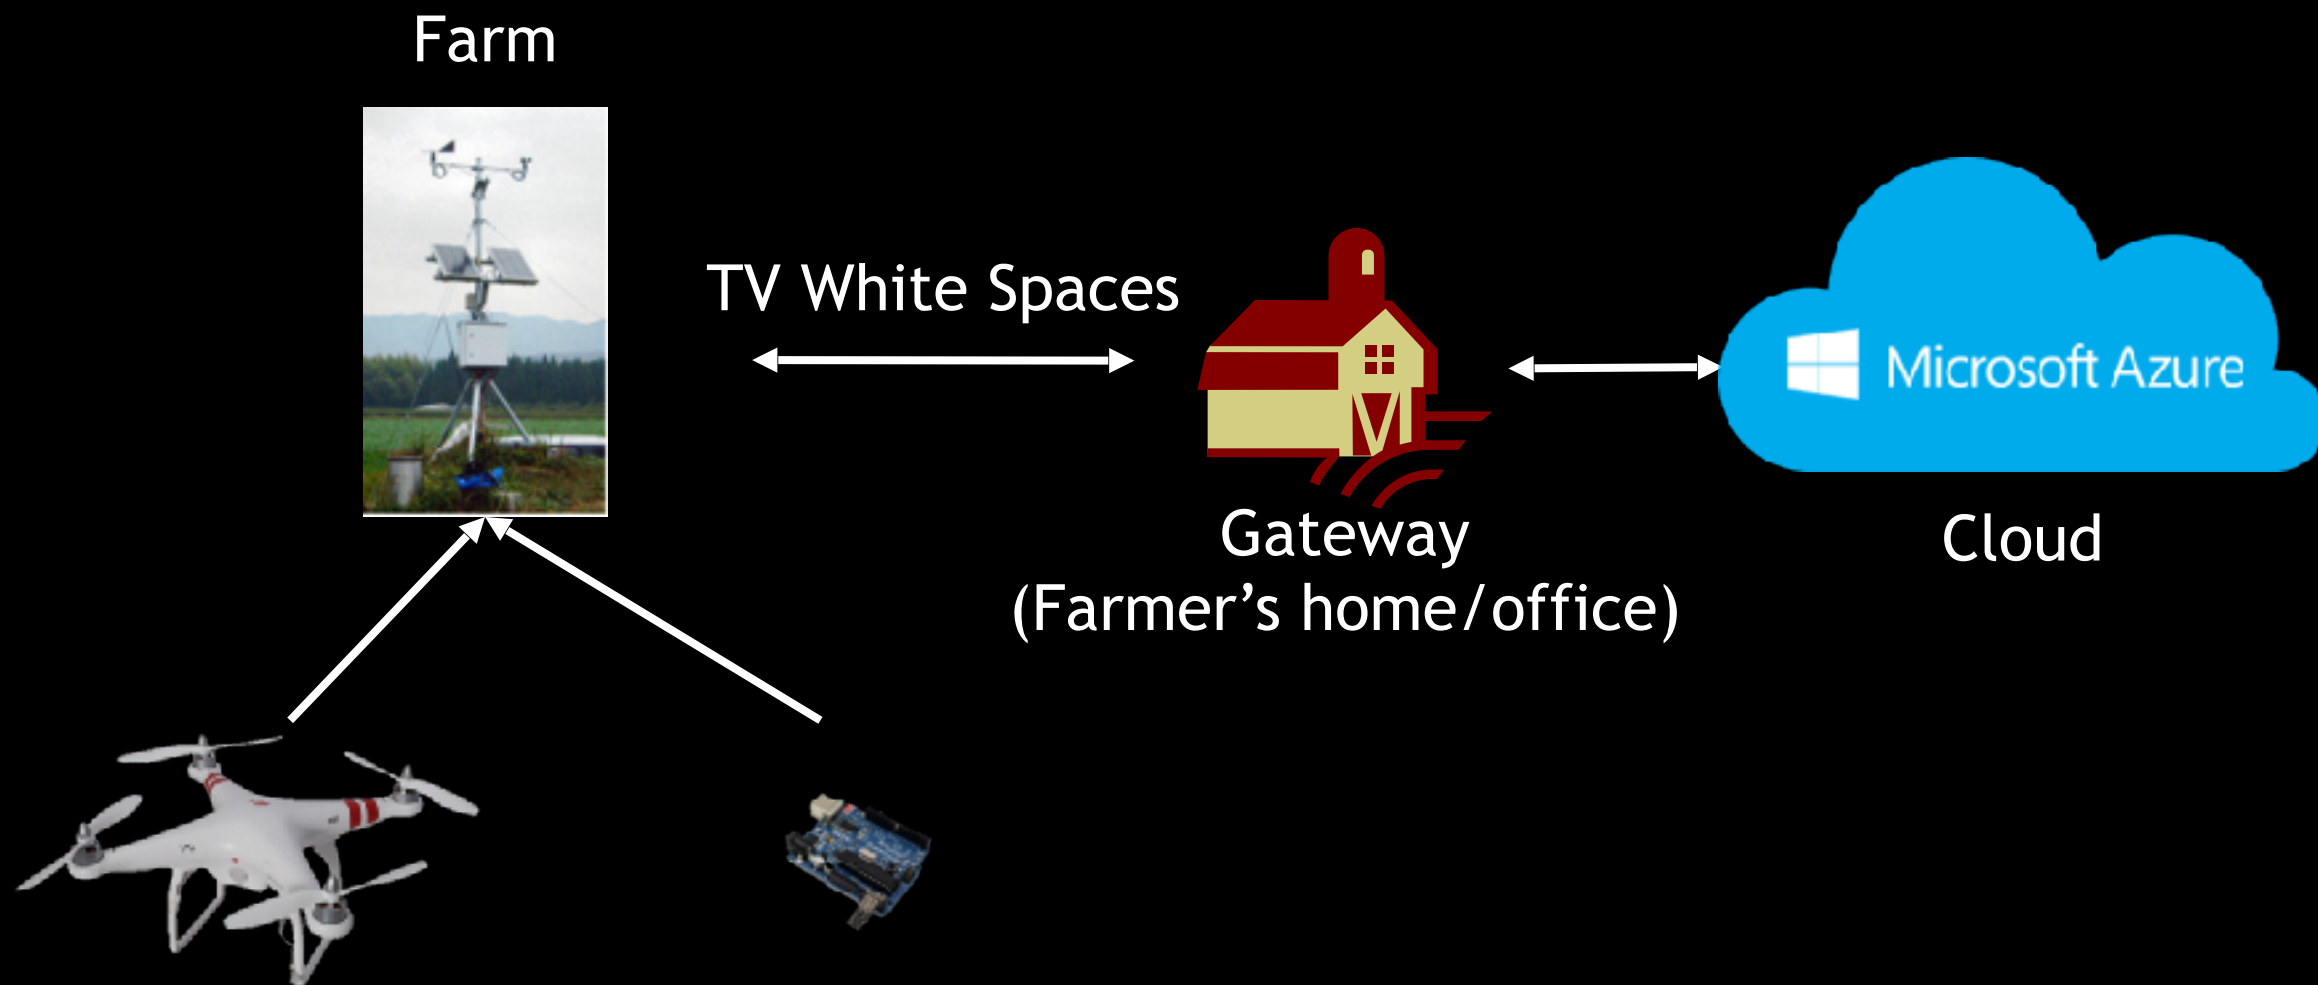 Farm
TV White Spaces
Microsoft Azure
Gateway
(Farmer’s home/office)
Cloud